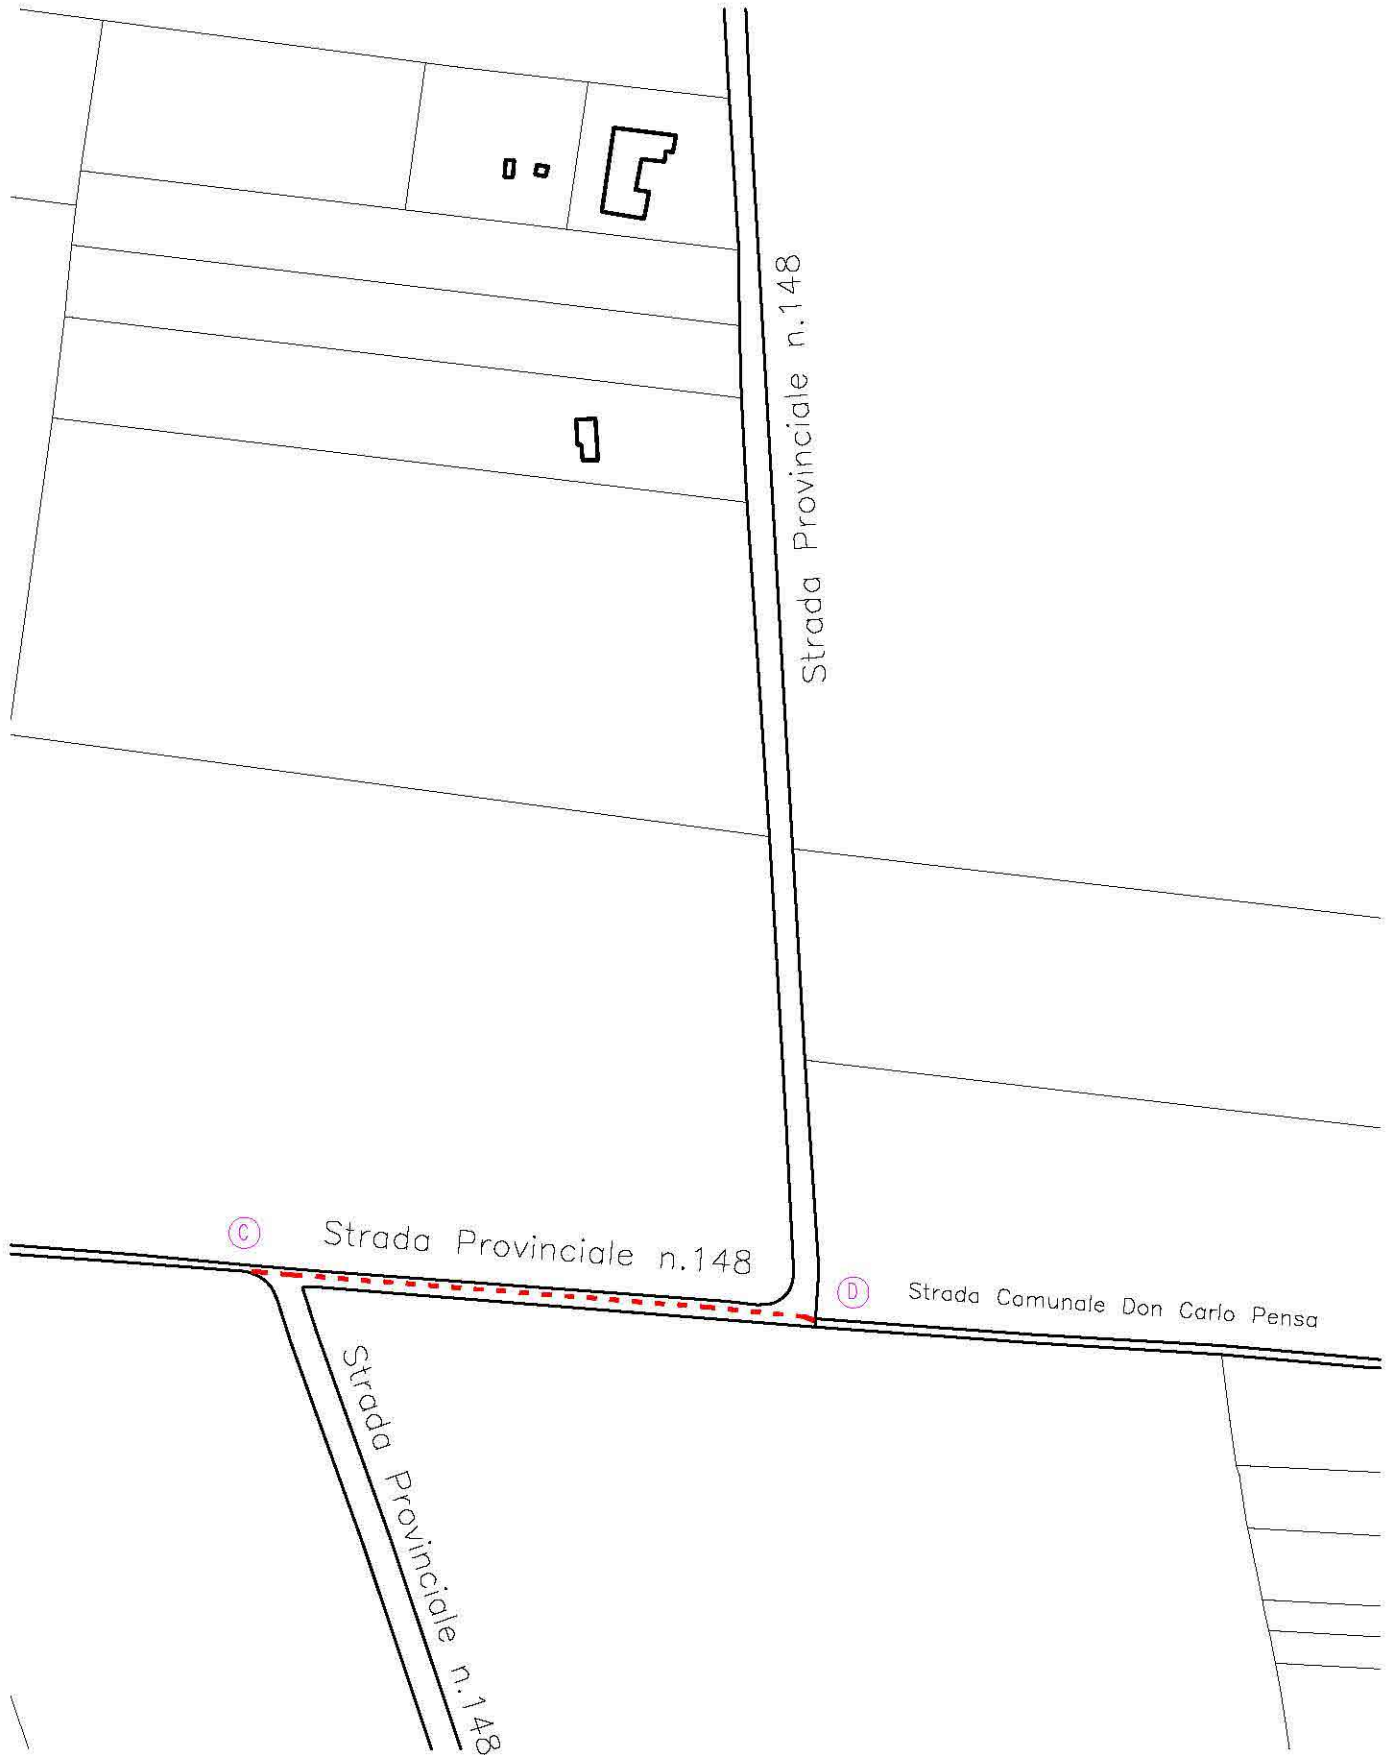 Strada Provinciale n.148
C
Strada Provinciale n.148
D
Strada Comunale Don Carlo Pensa
Strada Provinciale n.148